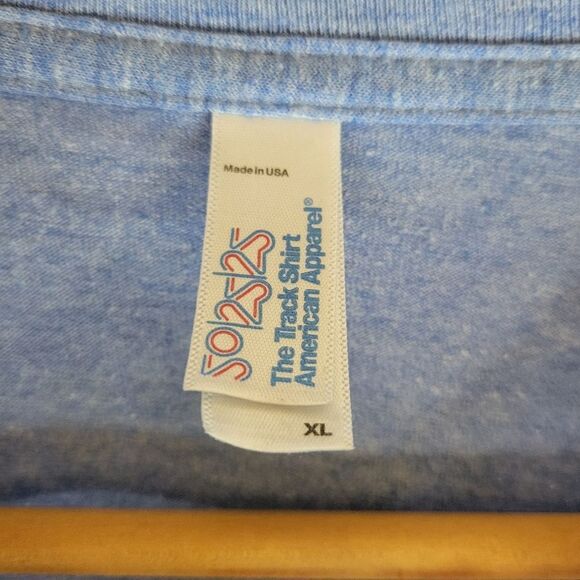 Made in USA
50/25/25
The Track Shirt
American Apparel®
XL